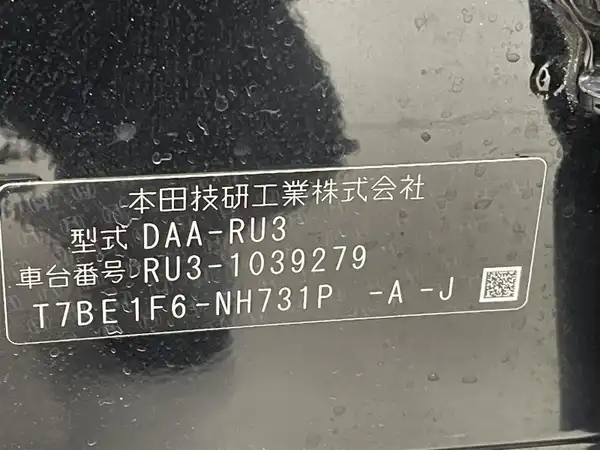 本田技研工業株式会社
型式 DAA-RU3
車台番号 RU3-1039279
T7BE1F6-NH731P -A-J